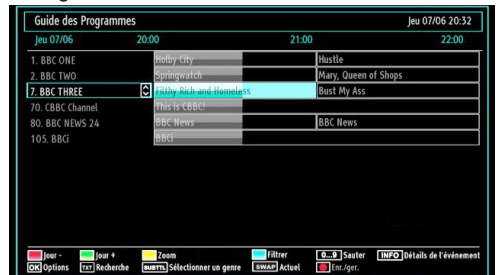 Guide des Programmes Jeu 07/06 20:32
Jeu 07/06 20:00 21:00 22:00
1. BBC ONE Holby City Hustle
2. BBC TWO Springwatch Mary, Queen of Shops
7. BBC THREE Filthy Rich and Homeless Bust My Ass
70. CBBC Channel This is CBBC!
80. BBC NEWS 24 BBC News BBC News
105. BBCi BBCi
Jour - Jour + Zoom Filtrer 0...9 Sauter INFO Détails de l'événement
OK Options TXT Recherche SUBTTL Sélectionner un genre SWAP Actuel Enr./ger.